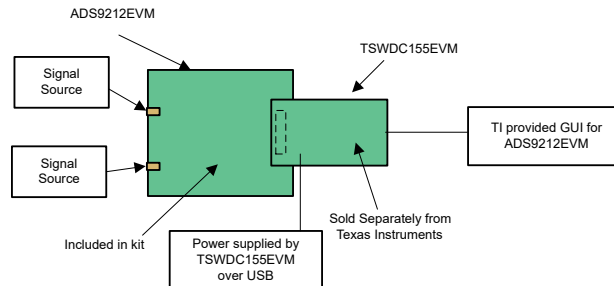 ADS9212EVM
TSWDC155EVM
Signal
Source
Signal
Source
TI provided GUI for
ADS9212EVM
Included in kit
Power supplied by
TSWDC155EVM
over USB
Sold Separately from
Texas Instruments